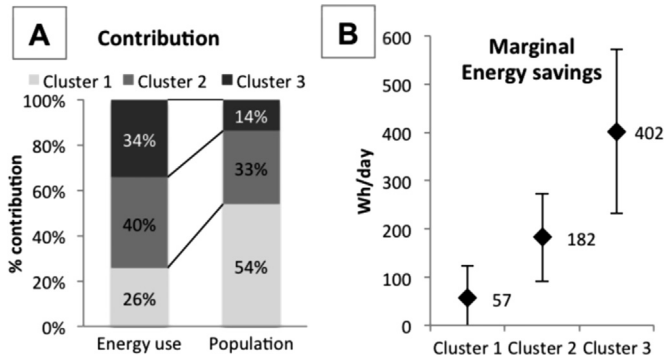 A
Contribution
Cluster 1 Cluster 2 Cluster 3
% contribution
100%
80%
60%
40%
20%
0%
34%
40%
26%
14%
33%
54%
Energy use Population
B
Marginal
Energy savings
Wh/day
600
500
400
300
200
100
0
57
182
402
Cluster 1 Cluster 2 Cluster 3